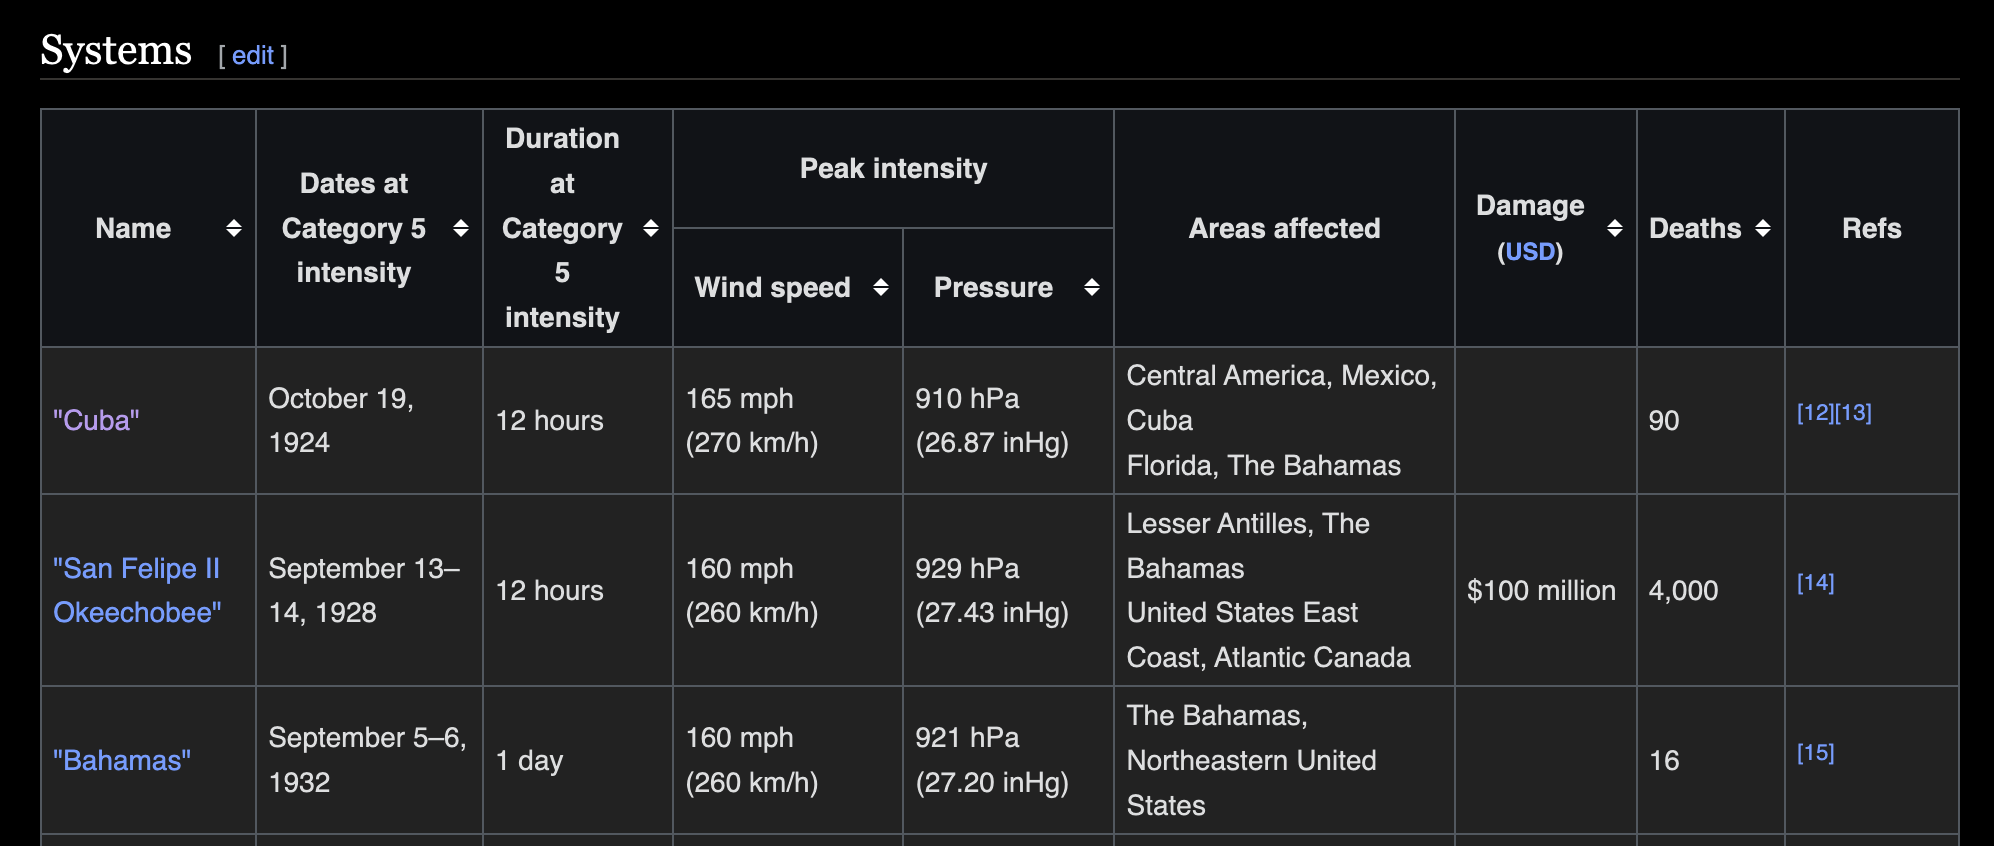 Systems [ edit ]
Name
Dates at
Category 5
intensity
Duration
at
Category
5
intensity
Peak intensity
Wind speed
Pressure
Areas affected
Damage
(USD)
Deaths
Refs
"Cuba"
October 19,
1924
12 hours
165 mph
(270 km/h)
910 hPa
(26.87 inHg)
Central America, Mexico,
Cuba
Florida, The Bahamas
90
[12][13]
"San Felipe II
Okeechobee"
September 13–
14, 1928
12 hours
160 mph
(260 km/h)
929 hPa
(27.43 inHg)
Lesser Antilles, The
Bahamas
United States East
Coast, Atlantic Canada
$100 million
4,000
[14]
"Bahamas"
September 5–6,
1932
1 day
160 mph
(260 km/h)
921 hPa
(27.20 inHg)
The Bahamas,
Northeastern United
States
16
[15]